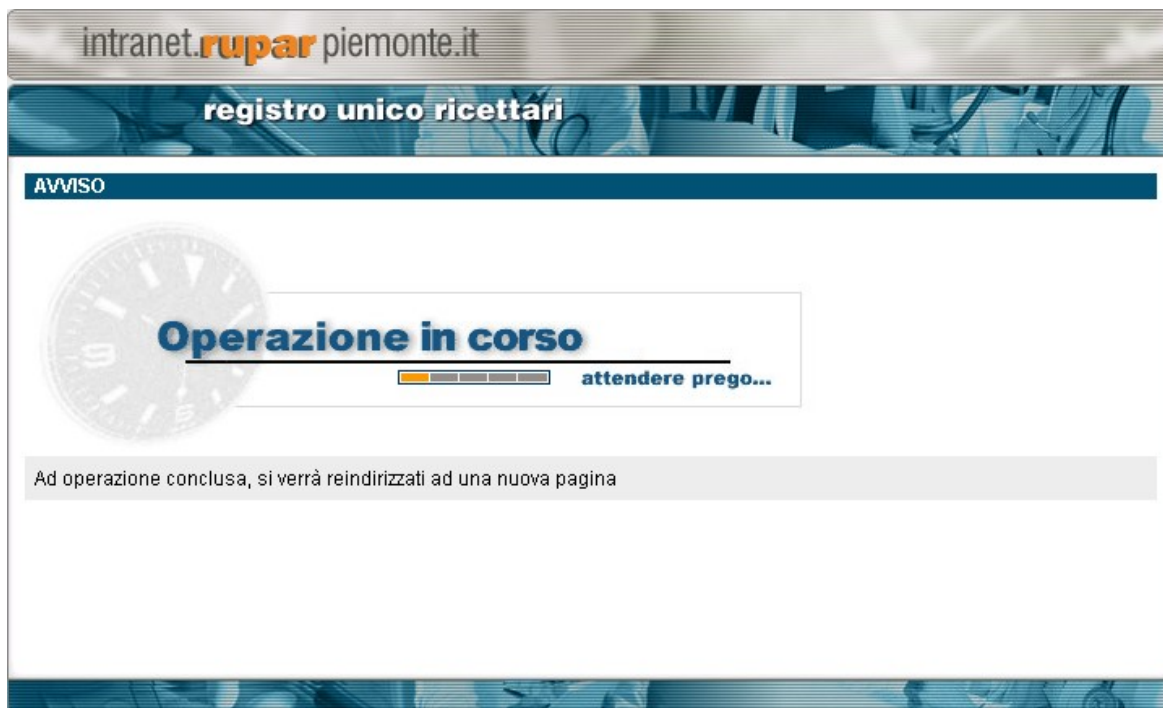 intranet.rupar piemonte.it
registro unico ricettari
AVVISO
Operazione in corso
attendere prego...
Ad operazione conclusa, si verrà reindirizzati ad una nuova pagina